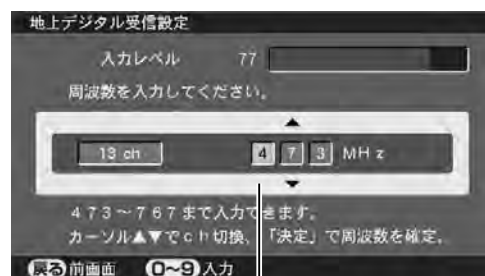 地上デジタル受信設定
入力レベル 77
周波数を入力してください。
13 ch 4 7 3 MHz
473～767まで入力できます。
カーソル▲▼でch切換、「決定」で周波数を確定。
戻る 前画面 0~9 入力